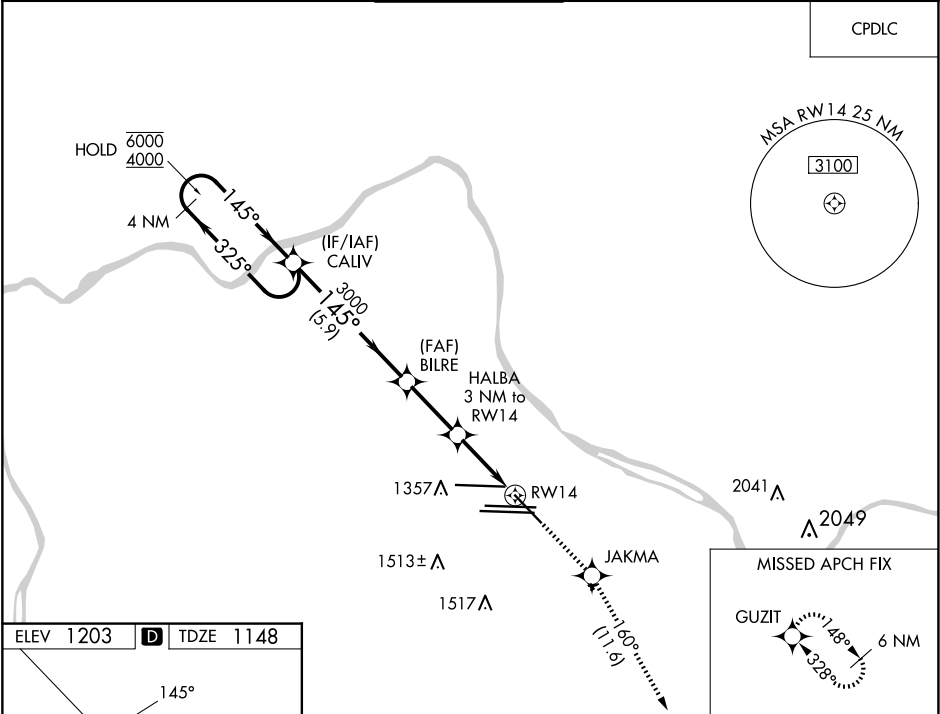 CPDLC
MSA RW14 25 NM
3100
HOLD 6000
4000
4 NM
145°
325°
(IF/IAF)
CALIV
3000
145°
(5.9)
(FAF)
BILRE
HALBA
3 NM to
RW14
1357
RW14
2041
2049
1513±
JAKMA
1517
160°
(11.6)
MISSED APCH FIX
GUZIT
148°
328°
6 NM
ELEV 1203 D TDZE 1148
145°